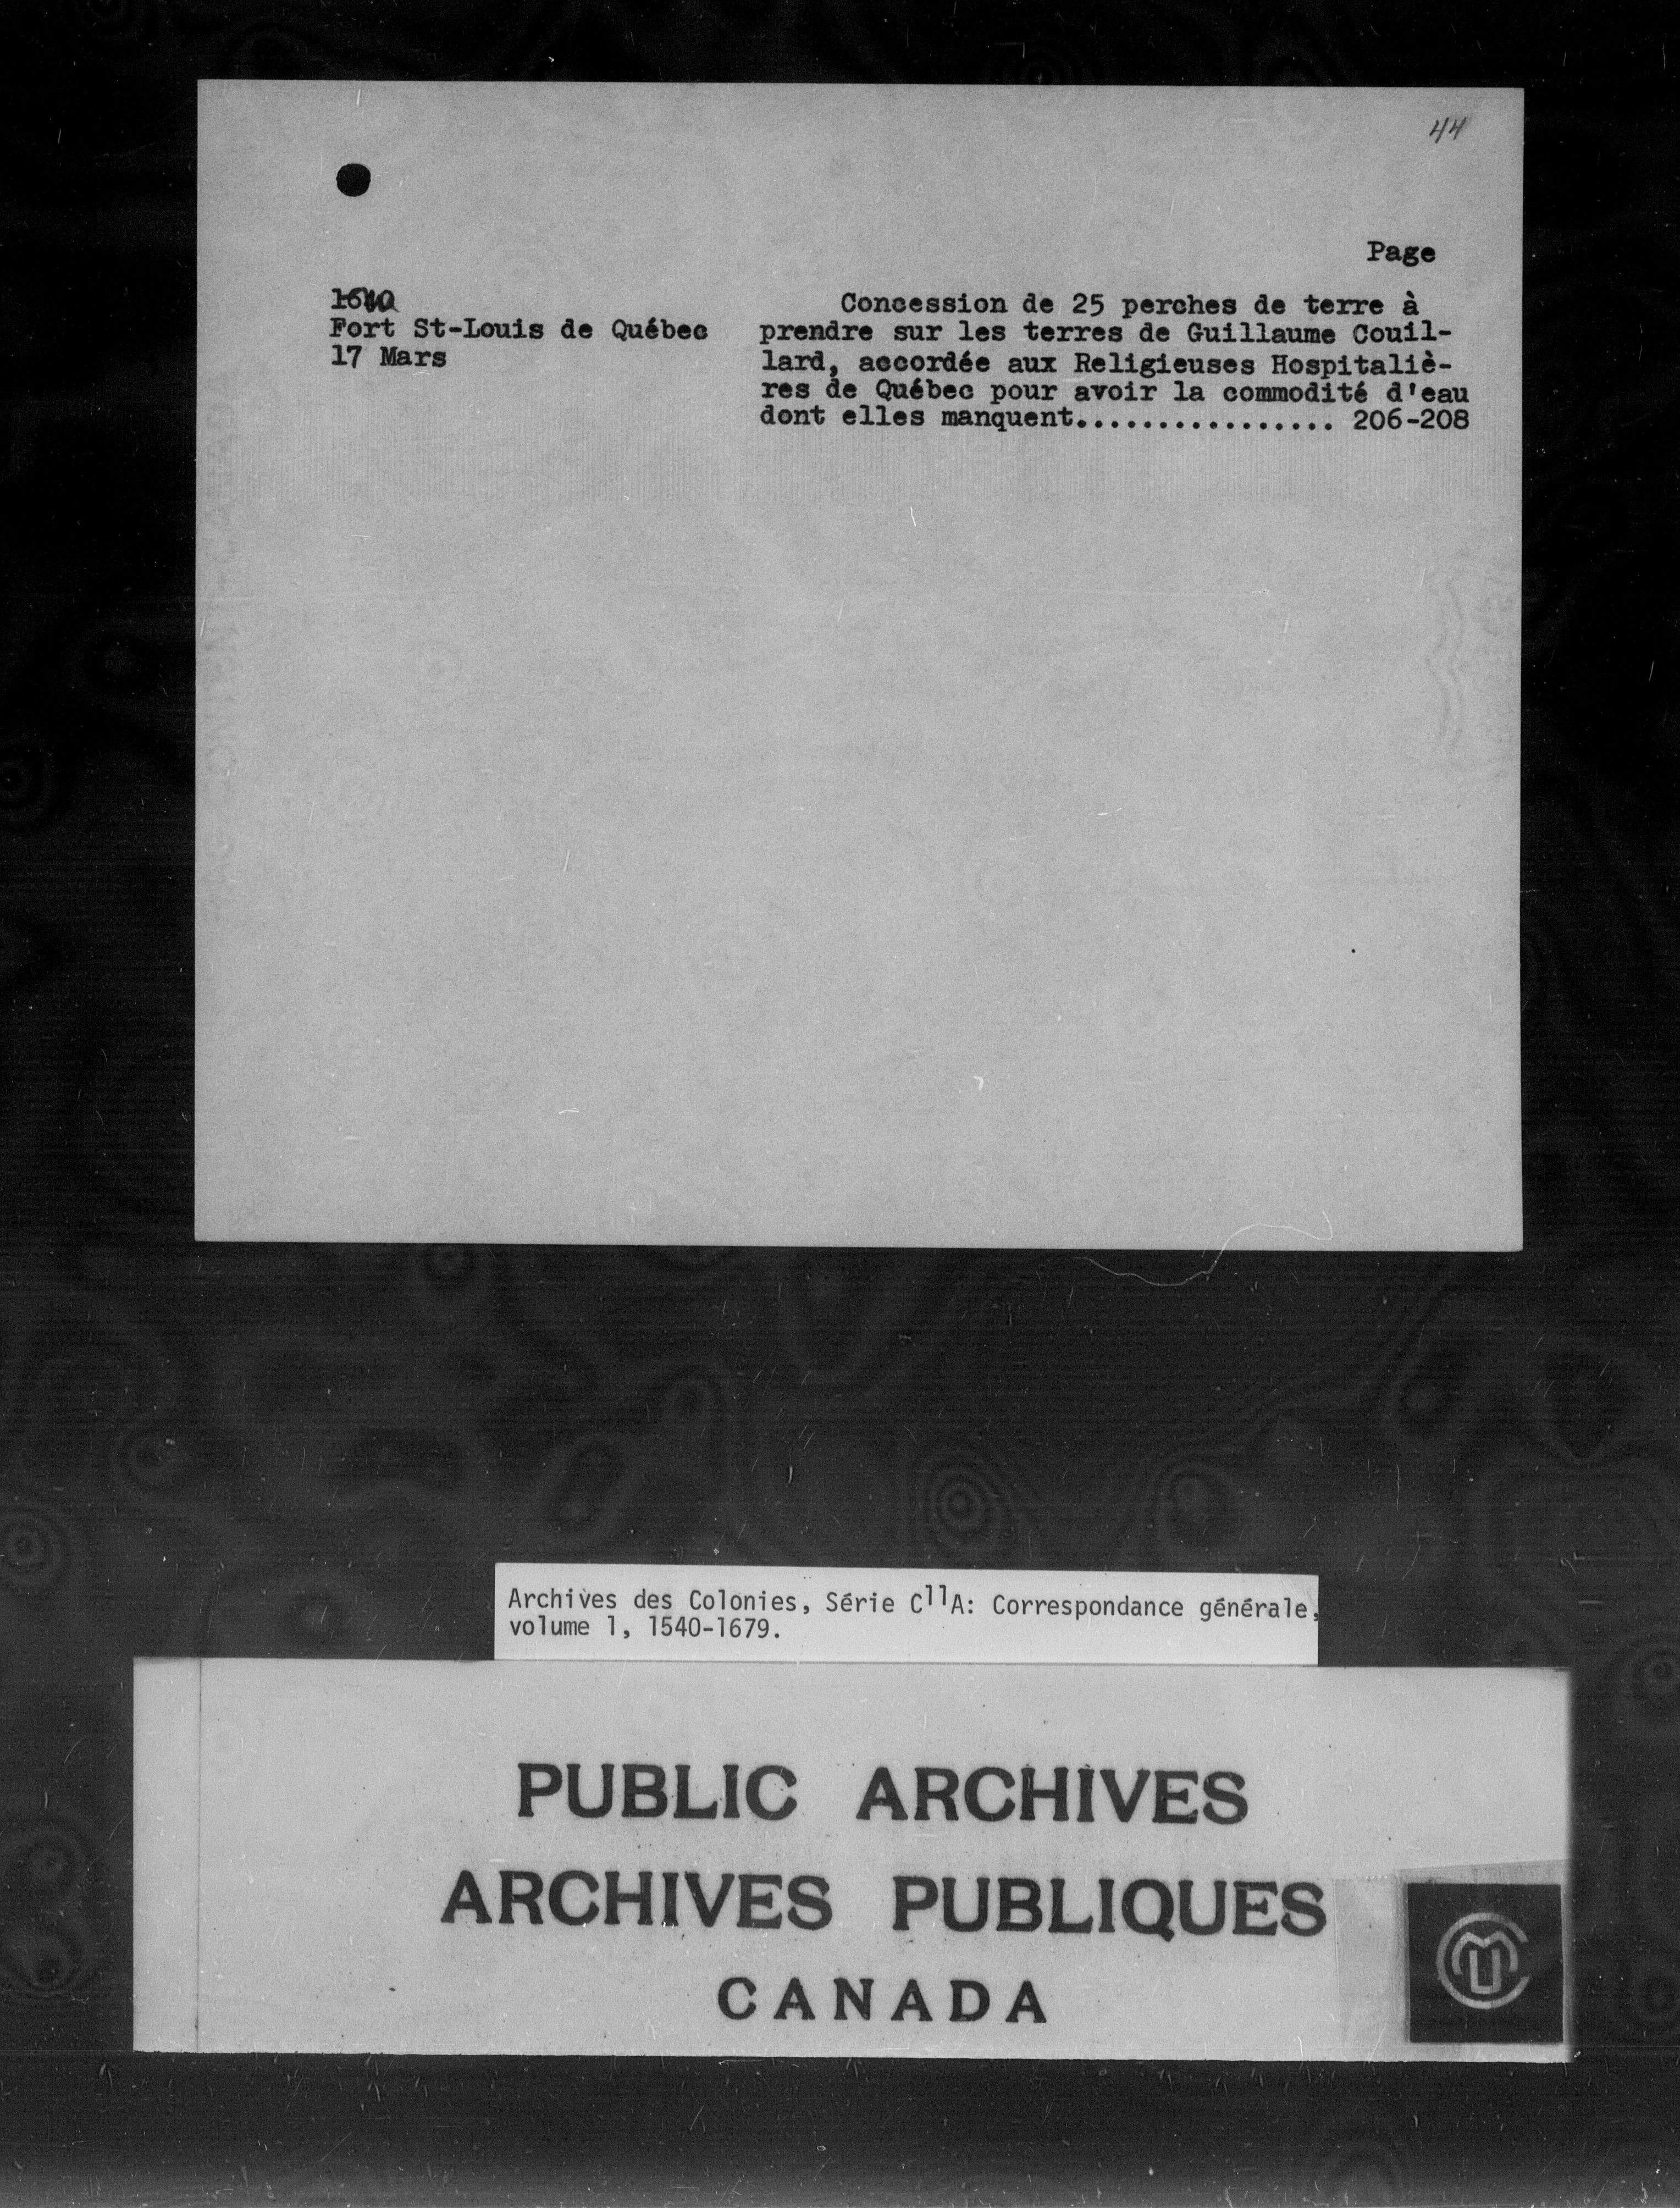 44
Page
1640
Fort St-Louis de Québec
17 Mars
Concession de 25 perches de terre à
prendre sur les terres de Guillaume Couil-
lard, accordée aux Religieuses Hospitaliè-
res de Québec pour avoir la commodité d'eau
dont elles manquent................ 206-208
Archives des Colonies, Série C11A: Correspondance générale,
volume 1, 1540-1679.
PUBLIC ARCHIVES
ARCHIVES PUBLIQUES
CANADA